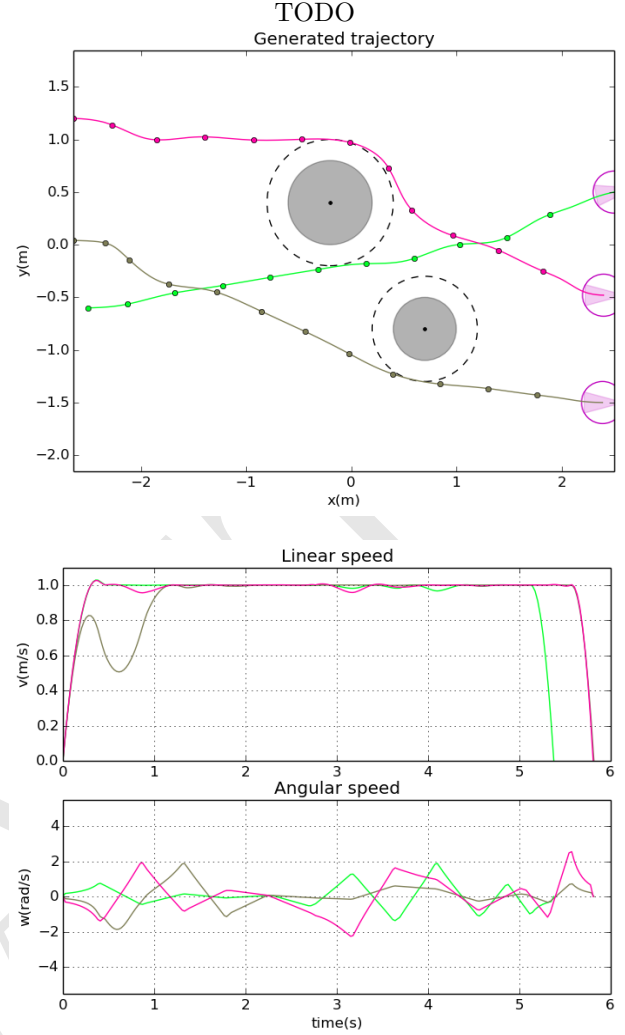 TODO
Generated trajectory
1.5
1.0
0.5
0.0
−0.5
−1.0
−1.5
−2.0
y(m)
−2 −1 0 1 2
x(m)
Linear speed
1.0
0.8
0.6
0.4
0.2
0.0
v(m/s)
0 1 2 3 4 5 6
Angular speed
4
2
0
−2
−4
w(rad/s)
0 1 2 3 4 5 6
time(s)